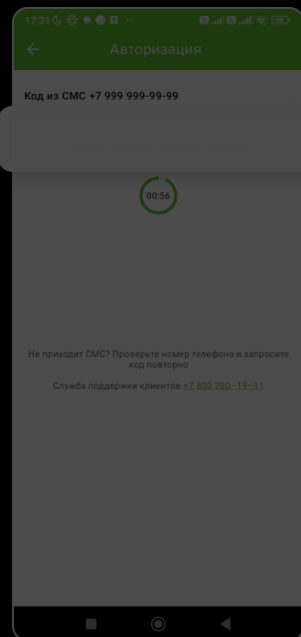 17:31
Авторизация
Код из СМС +7 999 999-99-99
00:56
Не приходит СМС? Проверьте номер телефона и запросите
код повторно
Служба поддержки клиентов +7 800 700–19–11